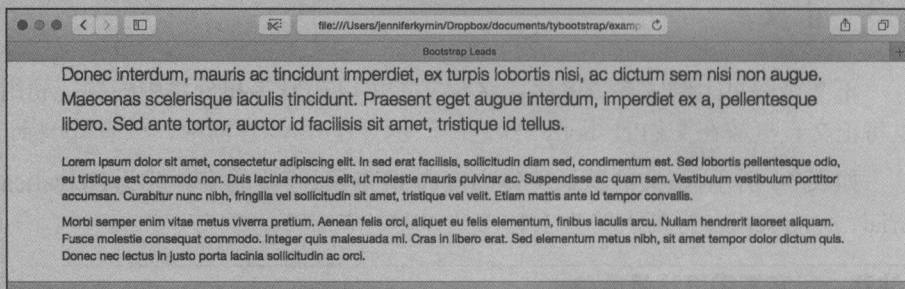 file:///Users/jenniferkymin/Dropbox/documents/tybootstrap/examp
Bootstrap Leads
Donec interdum, mauris ac tincidunt imperdiet, ex turpis lobortis nisi, ac dictum sem nisi non augue.
Maecenas scelerisque iaculis tincidunt. Praesent eget augue interdum, imperdiet ex a, pellentesque
libero. Sed ante tortor, auctor id facilisis sit amet, tristique id tellus.
Lorem ipsum dolor sit amet, consectetur adipiscing elit. In sed erat facilisis, sollicitudin diam sed, condimentum est. Sed lobortis pellentesque odio,
eu tristique est commodo non. Duis lacinia rhoncus elit, ut molestie mauris pulvinar ac. Suspendisse ac quam sem. Vestibulum vestibulum porttitor
accumsan. Curabitur nunc nibh, fringilla vel sollicitudin sit amet, tristique vel velit. Etiam mattis ante id tempor convallis.
Morbi semper enim vitae metus viverra pretium. Aenean felis orci, aliquet eu felis elementum, finibus iaculis arcu. Nullam hendrerit laoreet aliquam.
Fusce molestie consequat commodo. Integer quis malesuada mi. Cras in libero erat. Sed elementum metus nibh, sit amet tempor dolor dictum quis.
Donec nec lectus in justo porta lacinia sollicitudin ac orci.